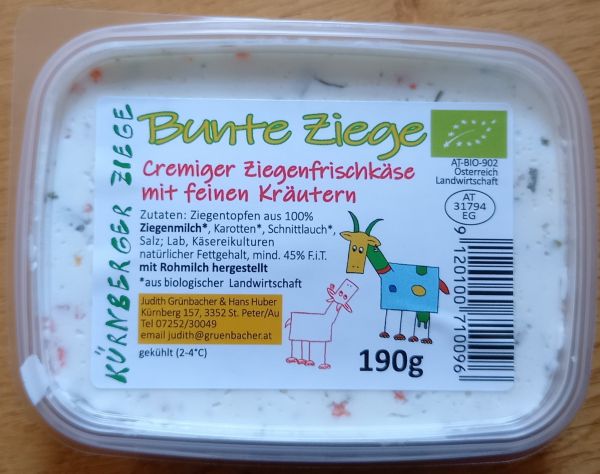 KÜRNBERGER ZIEGE
Bunte Ziege
Cremiger Ziegenfrischkäse
mit feinen Kräutern
AT-BIO-902
Österreich
Landwirtschaft
AT
31794
EG
Zutaten: Ziegentopfen aus 100%
Ziegenmilch*, Karotten*, Schnittlauch*,
Salz; Lab, Käsereikulturen
natürlicher Fettgehalt, mind. 45% F.i.T.
mit Rohmilch hergestellt
*aus biologischer Landwirtschaft
Judith Grünbacher & Hans Huber
Kürnberg 157, 3352 St. Peter/Au
Tel 07252/30049
email judith@gruenbacher.at
gekühlt (2-4°C)
190g
9 120100 710096